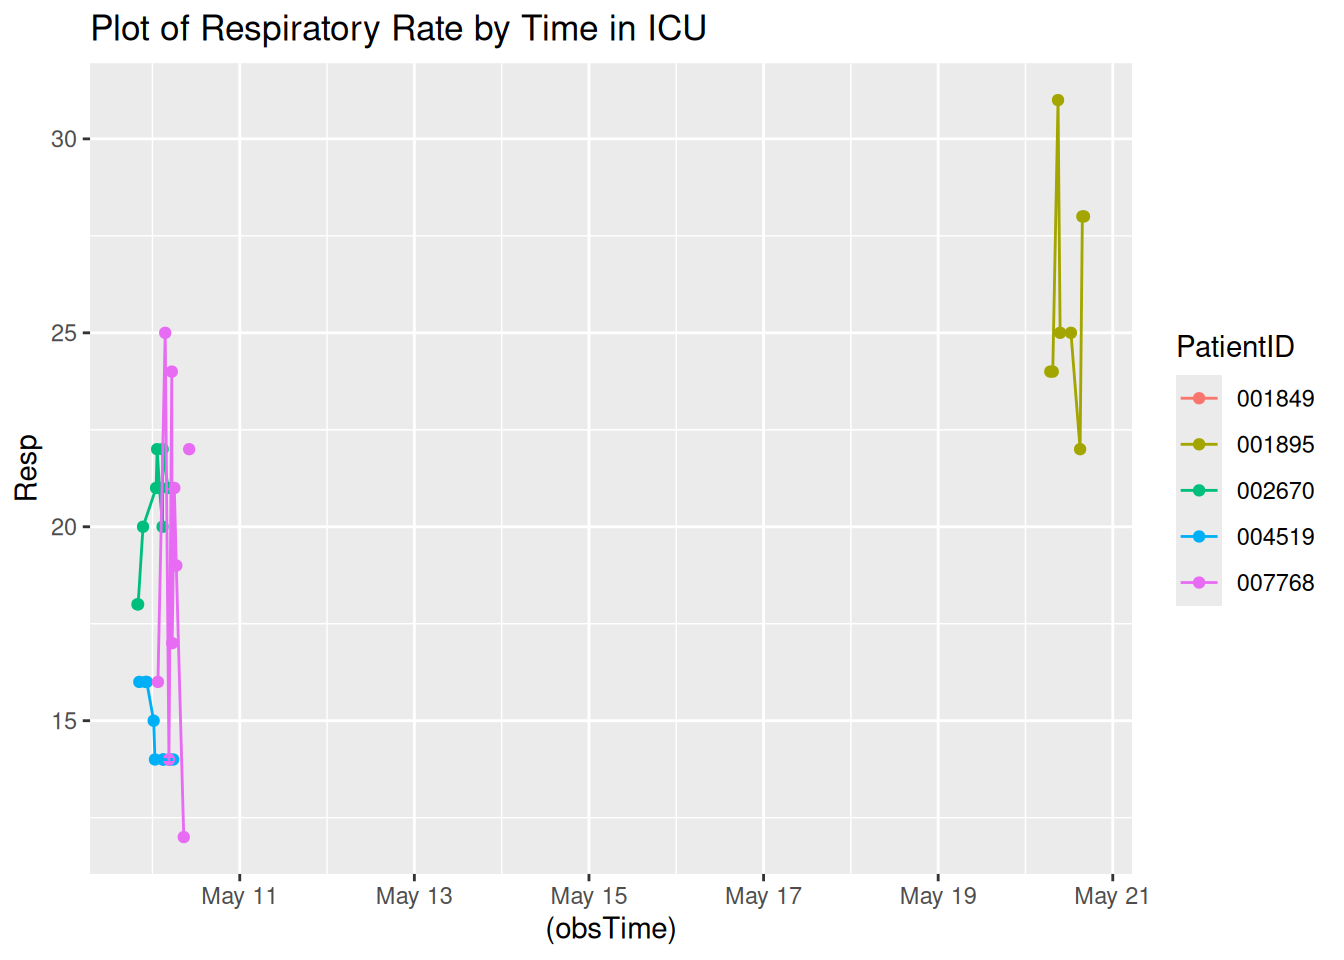 Plot of Respiratory Rate by Time in ICU
Resp
30
25
20
15
May 11
May 13
May 15
May 17
May 19
May 21
(obsTime)
PatientID
001849
001895
002670
004519
007768